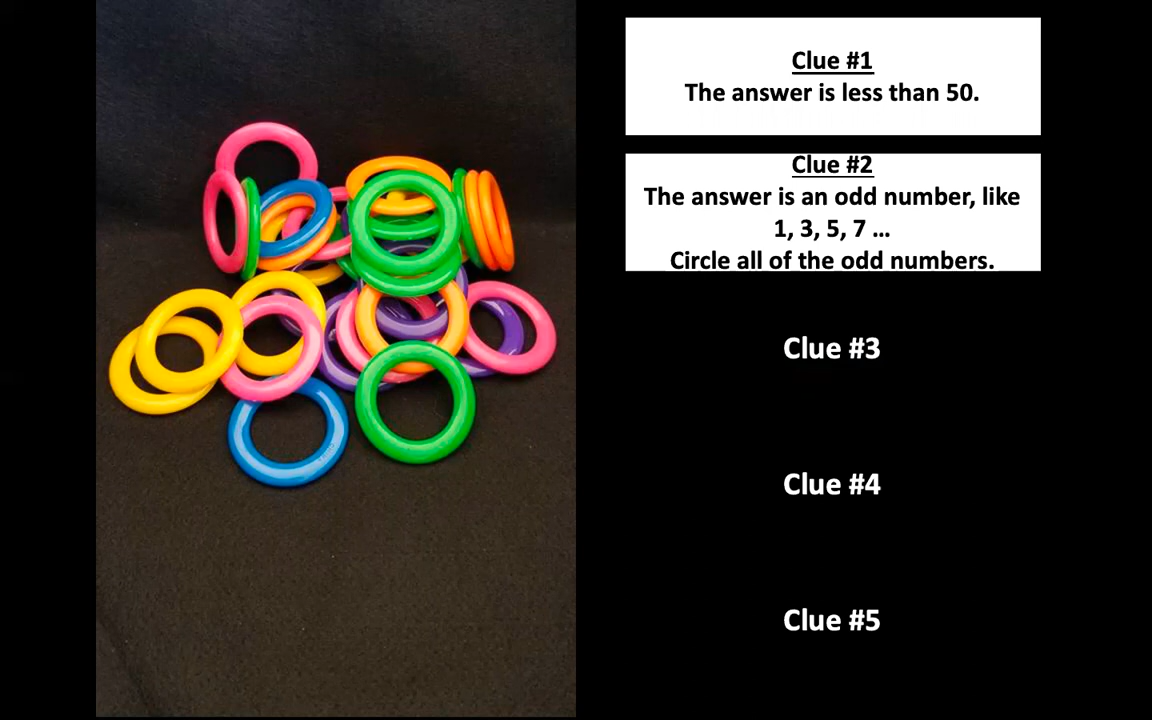 Clue #1
The answer is less than 50.
Clue #2
The answer is an odd number, like
1, 3, 5, 7 …
Circle all of the odd numbers.
Clue #3
Clue #4
Clue #5